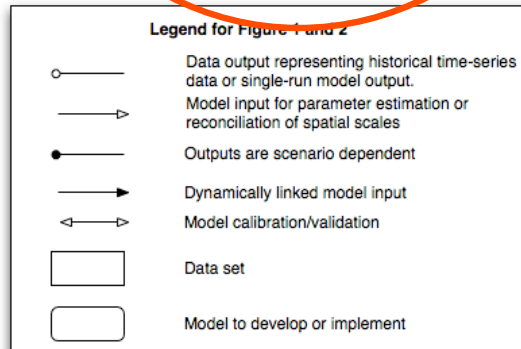 Legend for Figure 1 and 2
Data output representing historical time-series
data or single-run model output.
Model input for parameter estimation or
reconciliation of spatial scales
Outputs are scenario dependent
Dynamically linked model input
Model calibration/validation
Data set
Model to develop or implement